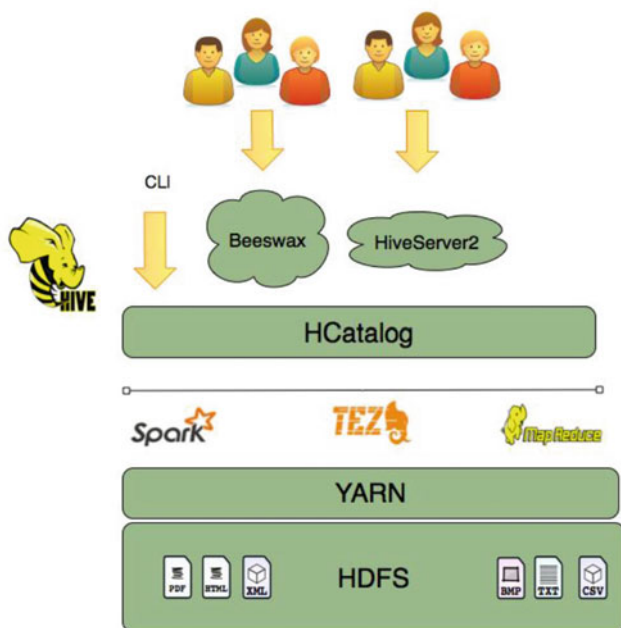 CLI
Beeswax
HiveServer2
HIVE
HCatalog
Spark
TEZ
MapReduce
YARN
HDFS
PDF
HTML
XML
BMP
TXT
CSV